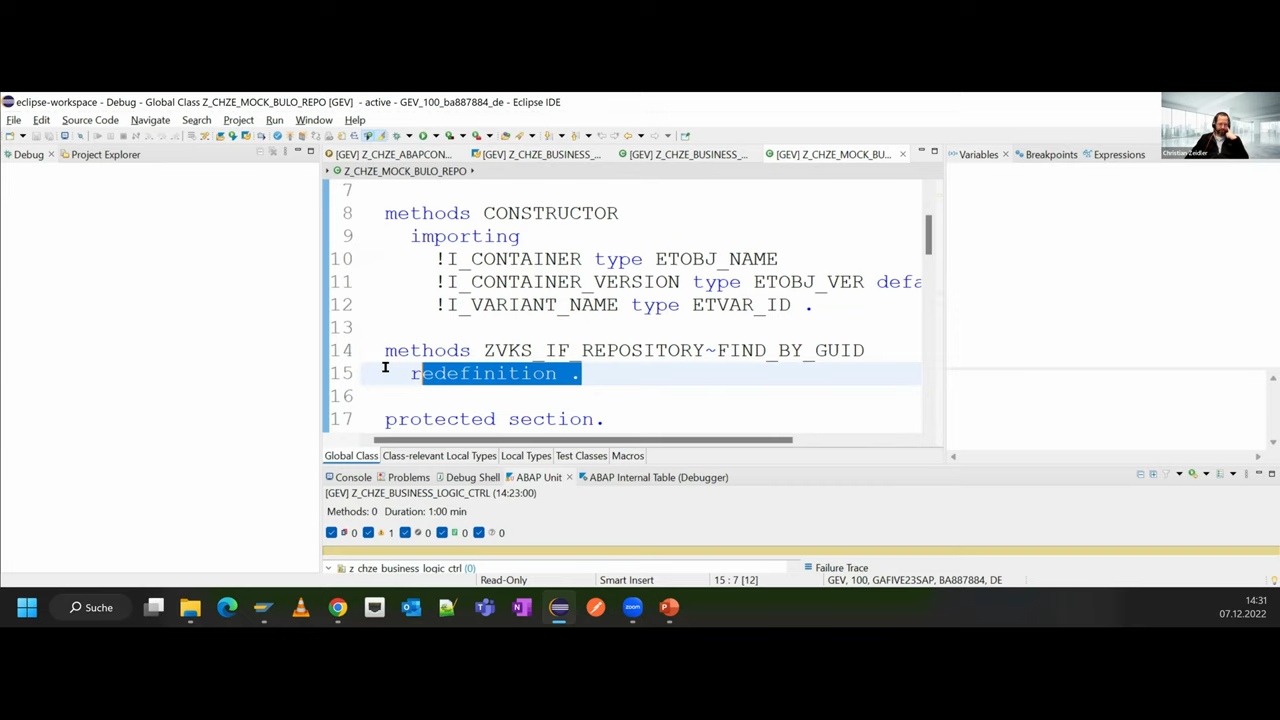 eclipse-workspace - Debug - Global Class Z_CHZE_MOCK_BULO_REPO [GEV] - active - GEV_100_ba887884_de - Eclipse IDE
File Edit Source Code Navigate Search Project Run Window Help
Christian Zeidler
Debug Project Explorer
[GEV] Z_CHZE_ABAPCON... [GEV] Z_CHZE_BUSINESS_... [GEV] Z_CHZE_BUSINESS_... [GEV] Z_CHZE_MOCK_BU...
Variables Breakpoints Expressions
Z_CHZE_MOCK_BULO_REPO
7
8 methods CONSTRUCTOR
9 importing
10 !I_CONTAINER type ETOBJ_NAME
11 !I_CONTAINER_VERSION type ETOBJ_VER defa
12 !I_VARIANT_NAME type ETVAR_ID .
13
14 methods ZVKS_IF_REPOSITORY~FIND_BY_GUID
15 redefinition .
16
17 protected section.
Global Class Class-relevant Local Types Local Types Test Classes Macros
Console Problems Debug Shell ABAP Unit ABAP Internal Table (Debugger)
[GEV] Z_CHZE_BUSINESS_LOGIC_CTRL (14:23:00)
Methods: 0 Duration: 1:00 min
0 1 0 0 0
z chze business logic ctrl (0)
Failure Trace
Read-Only Smart Insert 15 : 7 [12] GEV, 100, GAFIVE23SAP, BA887884, DE
Suche
14:31
07.12.2022